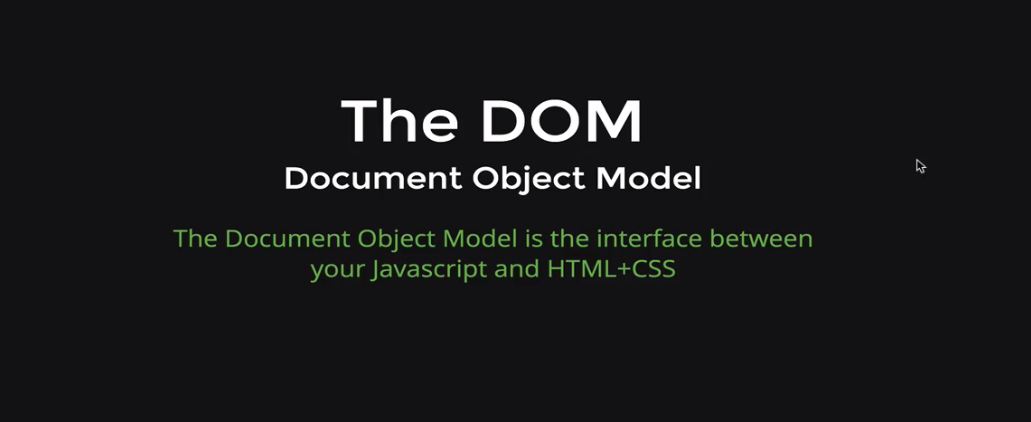 The DOM
Document Object Model
The Document Object Model is the interface between
your Javascript and HTML+CSS